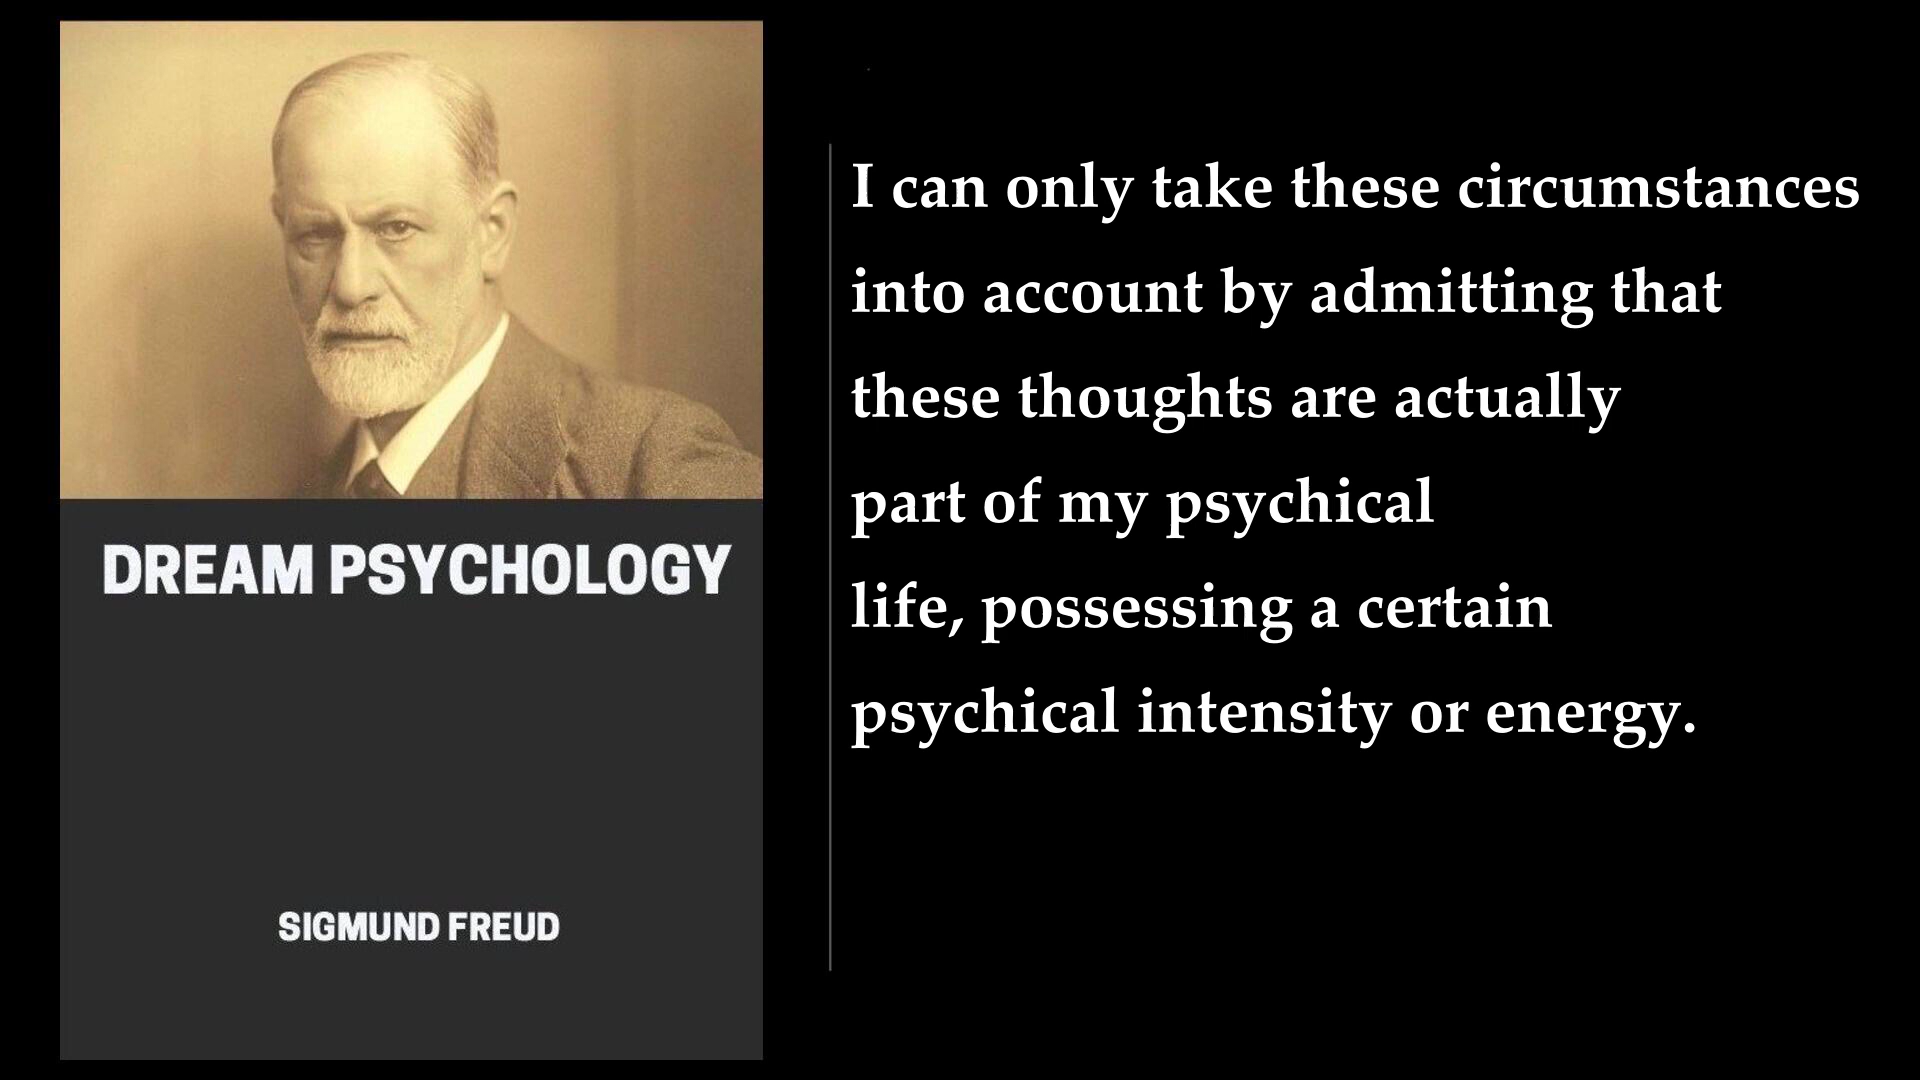 DREAM PSYCHOLOGY
SIGMUND FREUD
I can only take these circumstances
into account by admitting that
these thoughts are actually
part of my psychical
life, possessing a certain
psychical intensity or energy.